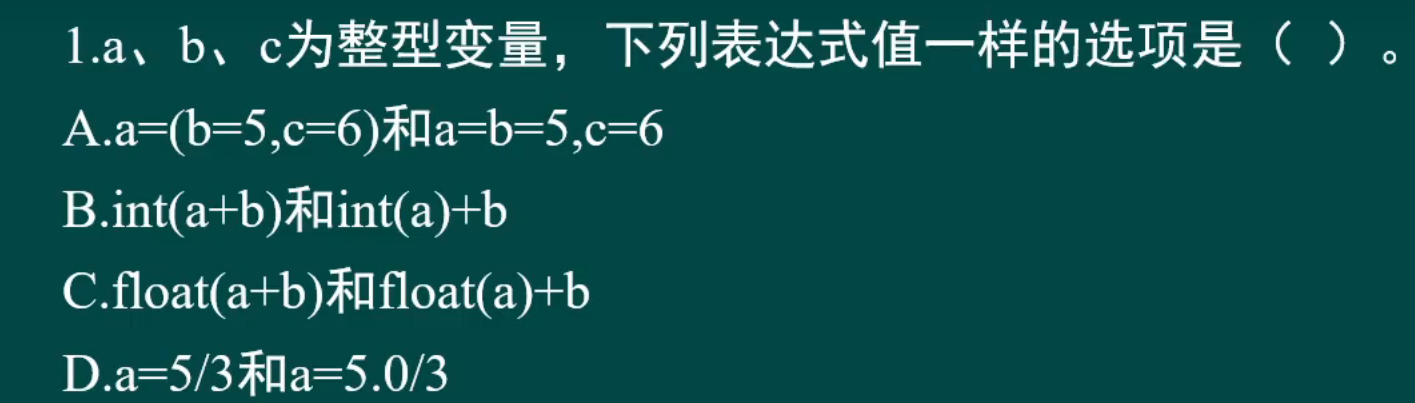 1.a、b、c为整型变量，下列表达式值一样的选项是（ ）。
A.a=(b=5,c=6)和a=b=5,c=6
B.int(a+b)和int(a)+b
C.float(a+b)和float(a)+b
D.a=5/3和a=5.0/3